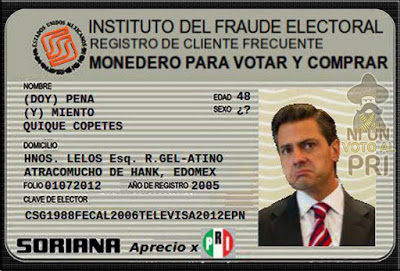 ESTADOS UNIDOS MEXICANOS
INSTITUTO DEL FRAUDE ELECTORAL
REGISTRO DE CLIENTE FRECUENTE
MONEDERO PARA VOTAR Y COMPRAR
NOMBRE
(DOY) PENA
EDAD 48
(Y) MIENTO
SEXO ¿?
QUIQUE COPETES
DOMICILIO
HNOS. LELOS Esq. R.GEL-ATINO
ATRACOMUCHO DE HANK, EDOMEX
FOLIO 01072012 AÑO DE REGISTRO 2005
CLAVE DE ELECTOR
CSG1988FECAL2006TELEVISA2012EPN
NI UN
VOTO AL
PRI
SORIANA Aprecio x PRI